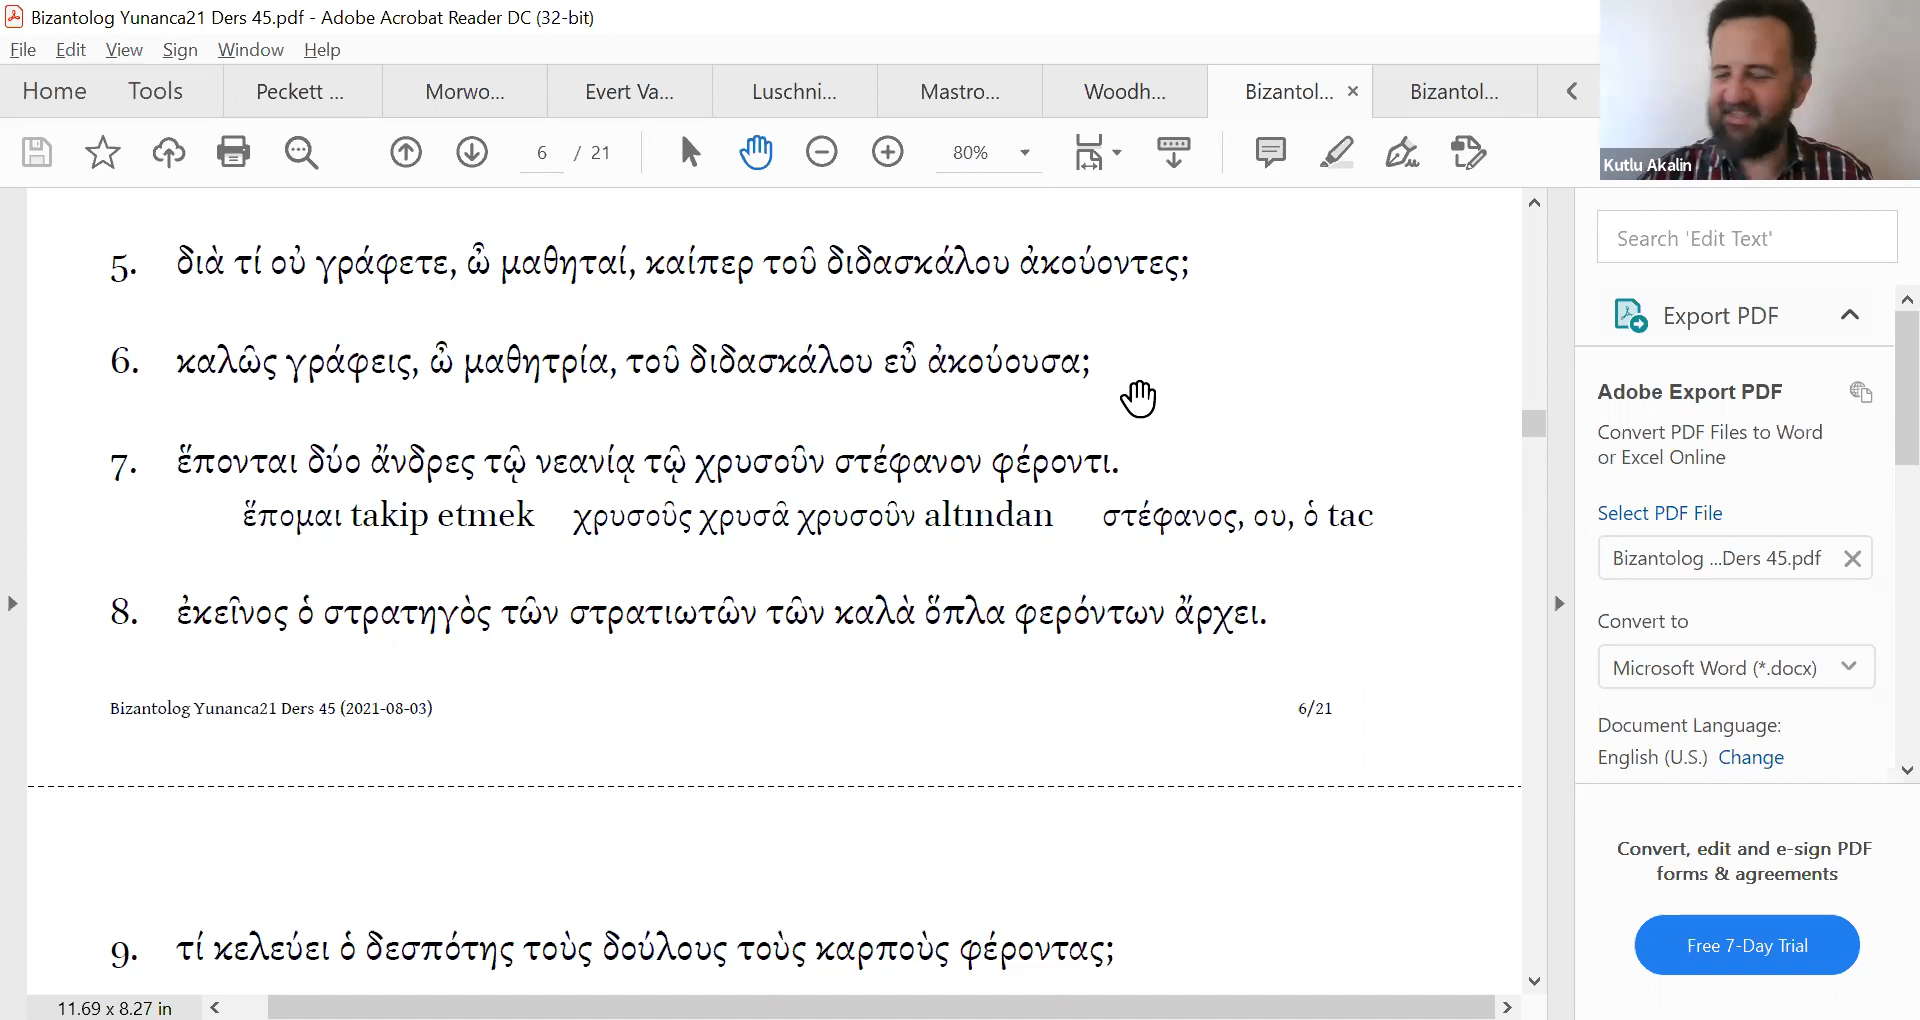 Bizantolog Yunanca21 Ders 45.pdf - Adobe Acrobat Reader DC (32-bit)
File Edit View Sign Window Help
Home Tools Peckett ... Morwo... Evert Va... Luschni... Mastro... Woodh... Bizantol... × Bizantol...
6 / 21 80%
Kutlu Akalin
5. διὰ τί οὐ γράφετε, ὦ μαθηταί, καίπερ τοῦ διδασκάλου ἀκούοντες;
6. καλῶς γράφεις, ὦ μαθητρία, τοῦ διδασκάλου εὖ ἀκούουσα;
7. ἕπονται δύο ἄνδρες τῷ νεανίᾳ τῷ χρυσοῦν στέφανον φέροντι.
ἕπομαι takip etmek χρυσοῦς χρυσᾶ χρυσοῦν altından στέφανος, ου, ὁ tac
8. ἐκεῖνος ὁ στρατηγὸς τῶν στρατιωτῶν τῶν καλὰ ὅπλα φερόντων ἄρχει.
Bizantolog Yunanca21 Ders 45 (2021-08-03) 6/21
9. τί κελεύει ὁ δεσπότης τοὺς δούλους τοὺς καρποὺς φέροντας;
11.69 x 8.27 in
Search 'Edit Text'
Export PDF
Adobe Export PDF
Convert PDF Files to Word
or Excel Online
Select PDF File
Bizantolog ...Ders 45.pdf
Convert to
Microsoft Word (*.docx)
Document Language:
English (U.S.) Change
Convert, edit and e-sign PDF
forms & agreements
Free 7-Day Trial